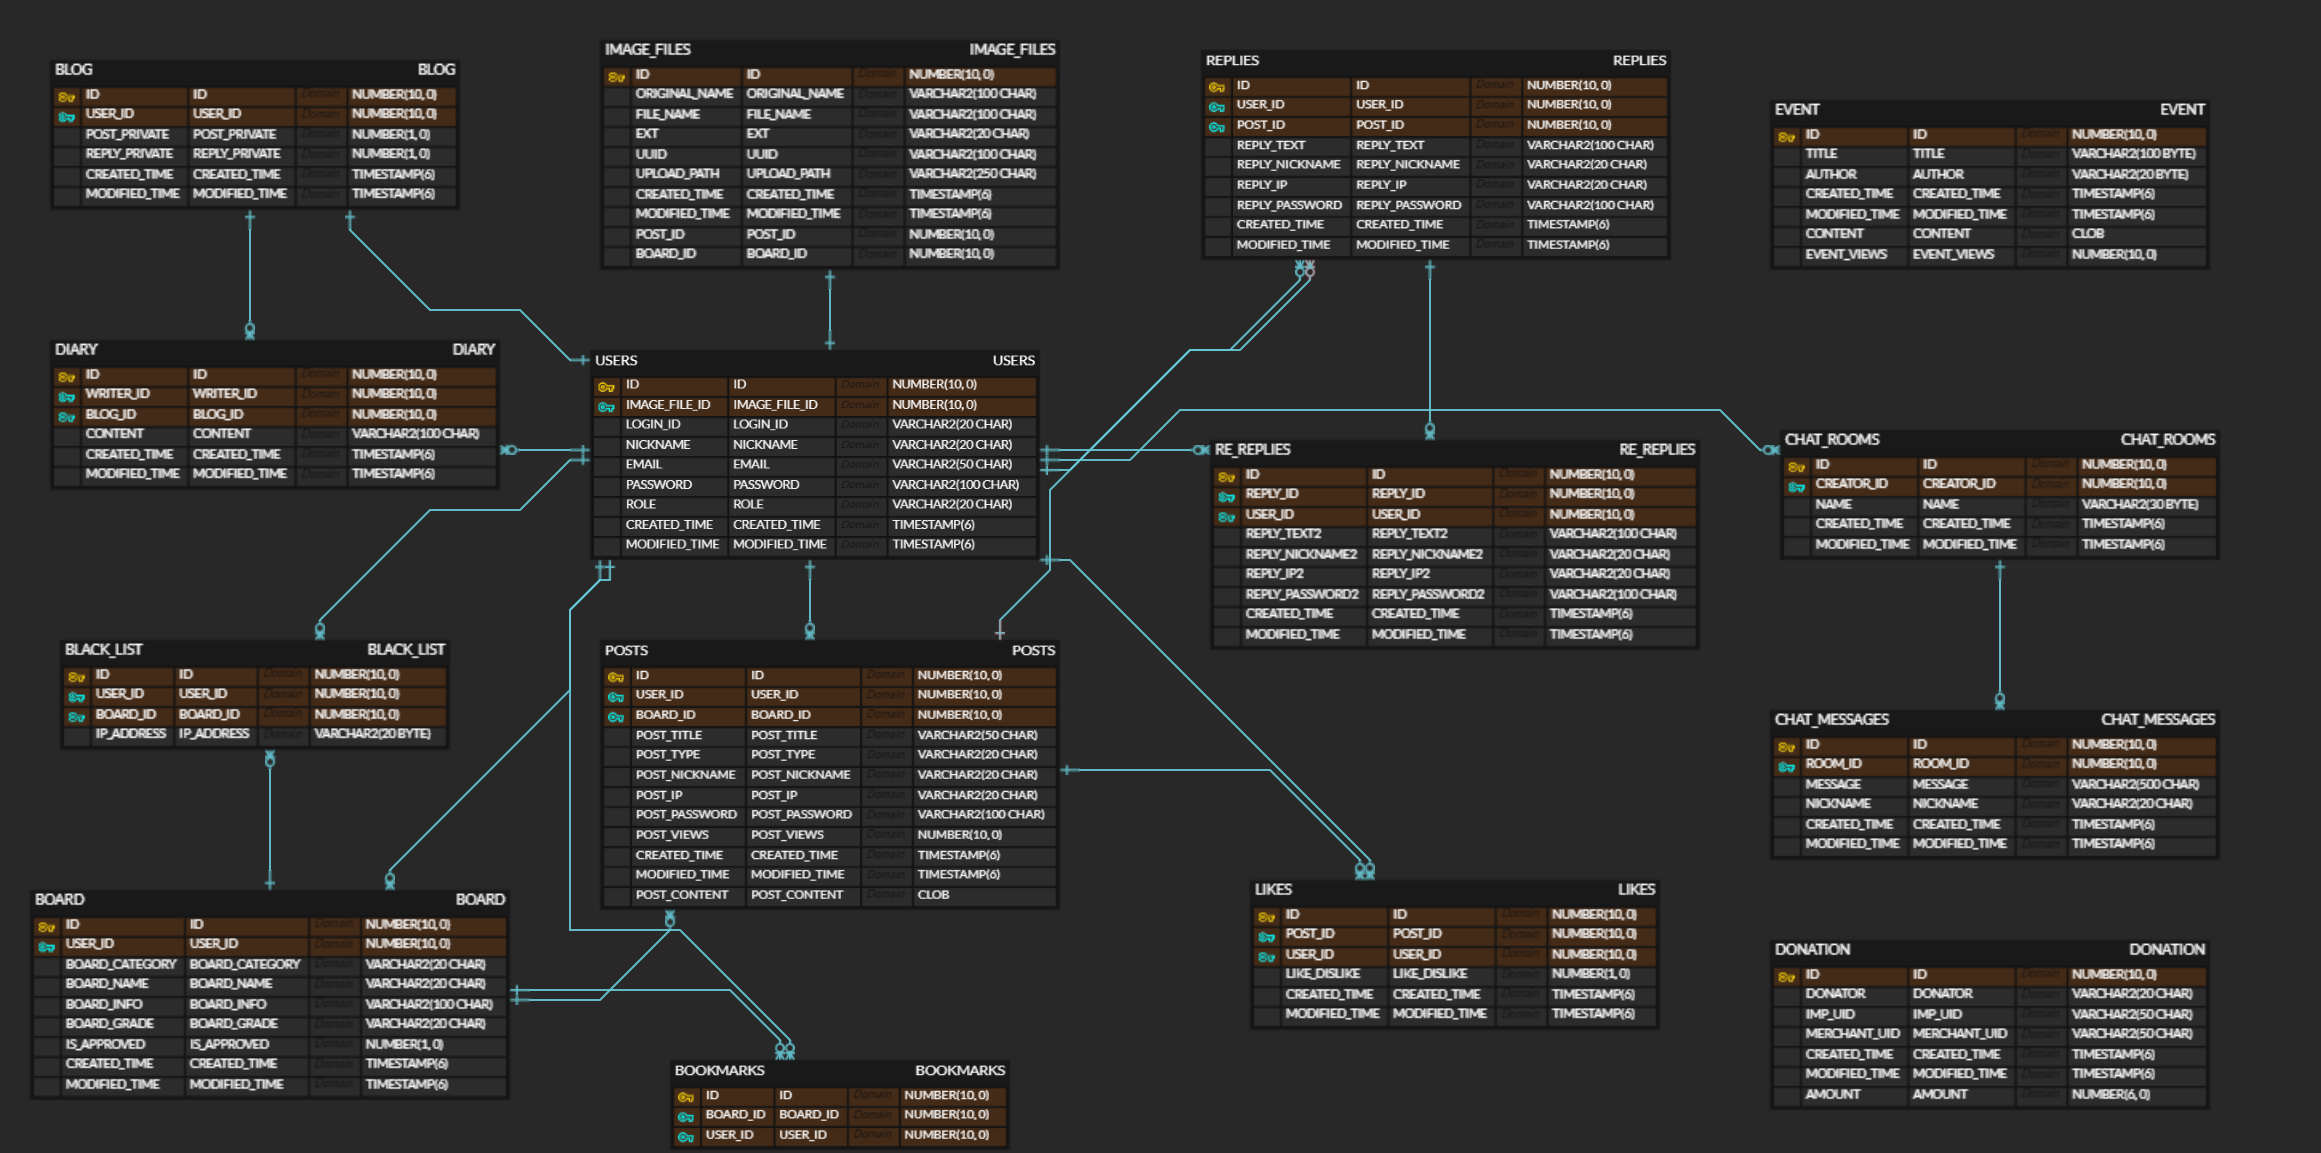 BLOG BLOG
ID ID Domain NUMBER(10, 0)
USER_ID USER_ID Domain NUMBER(10, 0)
POST_PRIVATE POST_PRIVATE Domain NUMBER(1, 0)
REPLY_PRIVATE REPLY_PRIVATE Domain NUMBER(1, 0)
CREATED_TIME CREATED_TIME Domain TIMESTAMP(6)
MODIFIED_TIME MODIFIED_TIME Domain TIMESTAMP(6)
IMAGE_FILES IMAGE_FILES
ID ID Domain NUMBER(10, 0)
ORIGINAL_NAME ORIGINAL_NAME Domain VARCHAR2(100 CHAR)
FILE_NAME FILE_NAME Domain VARCHAR2(100 CHAR)
EXT EXT Domain VARCHAR2(20 CHAR)
UUID UUID Domain VARCHAR2(100 CHAR)
UPLOAD_PATH UPLOAD_PATH Domain VARCHAR2(250 CHAR)
CREATED_TIME CREATED_TIME Domain TIMESTAMP(6)
MODIFIED_TIME MODIFIED_TIME Domain TIMESTAMP(6)
POST_ID POST_ID Domain NUMBER(10, 0)
BOARD_ID BOARD_ID Domain NUMBER(10, 0)
REPLIES REPLIES
ID ID Domain NUMBER(10, 0)
USER_ID USER_ID Domain NUMBER(10, 0)
POST_ID POST_ID Domain NUMBER(10, 0)
REPLY_TEXT REPLY_TEXT Domain VARCHAR2(100 CHAR)
REPLY_NICKNAME REPLY_NICKNAME Domain VARCHAR2(20 CHAR)
REPLY_IP REPLY_IP Domain VARCHAR2(20 CHAR)
REPLY_PASSWORD REPLY_PASSWORD Domain VARCHAR2(100 CHAR)
CREATED_TIME CREATED_TIME Domain TIMESTAMP(6)
MODIFIED_TIME MODIFIED_TIME Domain TIMESTAMP(6)
EVENT EVENT
ID ID Domain NUMBER(10, 0)
TITLE TITLE Domain VARCHAR2(100 BYTE)
AUTHOR AUTHOR Domain VARCHAR2(20 BYTE)
CREATED_TIME CREATED_TIME Domain TIMESTAMP(6)
MODIFIED_TIME MODIFIED_TIME Domain TIMESTAMP(6)
CONTENT CONTENT Domain CLOB
EVENT_VIEWS EVENT_VIEWS Domain NUMBER(10, 0)
DIARY DIARY
ID ID Domain NUMBER(10, 0)
WRITER_ID WRITER_ID Domain NUMBER(10, 0)
BLOG_ID BLOG_ID Domain NUMBER(10, 0)
CONTENT CONTENT Domain VARCHAR2(100 CHAR)
CREATED_TIME CREATED_TIME Domain TIMESTAMP(6)
MODIFIED_TIME MODIFIED_TIME Domain TIMESTAMP(6)
USERS USERS
ID ID Domain NUMBER(10, 0)
IMAGE_FILE_ID IMAGE_FILE_ID Domain NUMBER(10, 0)
LOGIN_ID LOGIN_ID Domain VARCHAR2(20 CHAR)
NICKNAME NICKNAME Domain VARCHAR2(20 CHAR)
EMAIL EMAIL Domain VARCHAR2(50 CHAR)
PASSWORD PASSWORD Domain VARCHAR2(100 CHAR)
ROLE ROLE Domain VARCHAR2(20 CHAR)
CREATED_TIME CREATED_TIME Domain TIMESTAMP(6)
MODIFIED_TIME MODIFIED_TIME Domain TIMESTAMP(6)
RE_REPLIES RE_REPLIES
ID ID Domain NUMBER(10, 0)
REPLY_ID REPLY_ID Domain NUMBER(10, 0)
USER_ID USER_ID Domain NUMBER(10, 0)
REPLY_TEXT2 REPLY_TEXT2 Domain VARCHAR2(100 CHAR)
REPLY_NICKNAME2 REPLY_NICKNAME2 Domain VARCHAR2(20 CHAR)
REPLY_IP2 REPLY_IP2 Domain VARCHAR2(20 CHAR)
REPLY_PASSWORD2 REPLY_PASSWORD2 Domain VARCHAR2(100 CHAR)
CREATED_TIME CREATED_TIME Domain TIMESTAMP(6)
MODIFIED_TIME MODIFIED_TIME Domain TIMESTAMP(6)
CHAT_ROOMS CHAT_ROOMS
ID ID Domain NUMBER(10, 0)
CREATOR_ID CREATOR_ID Domain NUMBER(10, 0)
NAME NAME Domain VARCHAR2(30 BYTE)
CREATED_TIME CREATED_TIME Domain TIMESTAMP(6)
MODIFIED_TIME MODIFIED_TIME Domain TIMESTAMP(6)
BLACK_LIST BLACK_LIST
ID ID Domain NUMBER(10, 0)
USER_ID USER_ID Domain NUMBER(10, 0)
BOARD_ID BOARD_ID Domain NUMBER(10, 0)
IP_ADDRESS IP_ADDRESS Domain VARCHAR2(20 BYTE)
POSTS POSTS
ID ID Domain NUMBER(10, 0)
USER_ID USER_ID Domain NUMBER(10, 0)
BOARD_ID BOARD_ID Domain NUMBER(10, 0)
POST_TITLE POST_TITLE Domain VARCHAR2(50 CHAR)
POST_TYPE POST_TYPE Domain VARCHAR2(20 CHAR)
POST_NICKNAME POST_NICKNAME Domain VARCHAR2(20 CHAR)
POST_IP POST_IP Domain VARCHAR2(20 CHAR)
POST_PASSWORD POST_PASSWORD Domain VARCHAR2(100 CHAR)
POST_VIEWS POST_VIEWS Domain NUMBER(10, 0)
CREATED_TIME CREATED_TIME Domain TIMESTAMP(6)
MODIFIED_TIME MODIFIED_TIME Domain TIMESTAMP(6)
POST_CONTENT POST_CONTENT Domain CLOB
CHAT_MESSAGES CHAT_MESSAGES
ID ID Domain NUMBER(10, 0)
ROOM_ID ROOM_ID Domain NUMBER(10, 0)
MESSAGE MESSAGE Domain VARCHAR2(500 CHAR)
NICKNAME NICKNAME Domain VARCHAR2(20 CHAR)
CREATED_TIME CREATED_TIME Domain TIMESTAMP(6)
MODIFIED_TIME MODIFIED_TIME Domain TIMESTAMP(6)
BOARD BOARD
ID ID Domain NUMBER(10, 0)
USER_ID USER_ID Domain NUMBER(10, 0)
BOARD_CATEGORY BOARD_CATEGORY Domain VARCHAR2(20 CHAR)
BOARD_NAME BOARD_NAME Domain VARCHAR2(20 CHAR)
BOARD_INFO BOARD_INFO Domain VARCHAR2(100 CHAR)
BOARD_GRADE BOARD_GRADE Domain VARCHAR2(20 CHAR)
IS_APPROVED IS_APPROVED Domain NUMBER(1, 0)
CREATED_TIME CREATED_TIME Domain TIMESTAMP(6)
MODIFIED_TIME MODIFIED_TIME Domain TIMESTAMP(6)
LIKES LIKES
ID ID Domain NUMBER(10, 0)
POST_ID POST_ID Domain NUMBER(10, 0)
USER_ID USER_ID Domain NUMBER(10, 0)
LIKE_DISLIKE LIKE_DISLIKE Domain NUMBER(1, 0)
CREATED_TIME CREATED_TIME Domain TIMESTAMP(6)
MODIFIED_TIME MODIFIED_TIME Domain TIMESTAMP(6)
DONATION DONATION
ID ID Domain NUMBER(10, 0)
DONATOR DONATOR Domain VARCHAR2(20 CHAR)
IMP_UID IMP_UID Domain VARCHAR2(50 CHAR)
MERCHANT_UID MERCHANT_UID Domain VARCHAR2(50 CHAR)
CREATED_TIME CREATED_TIME Domain TIMESTAMP(6)
MODIFIED_TIME MODIFIED_TIME Domain TIMESTAMP(6)
AMOUNT AMOUNT Domain NUMBER(6, 0)
BOOKMARKS BOOKMARKS
ID ID Domain NUMBER(10, 0)
BOARD_ID BOARD_ID Domain NUMBER(10, 0)
USER_ID USER_ID Domain NUMBER(10, 0)